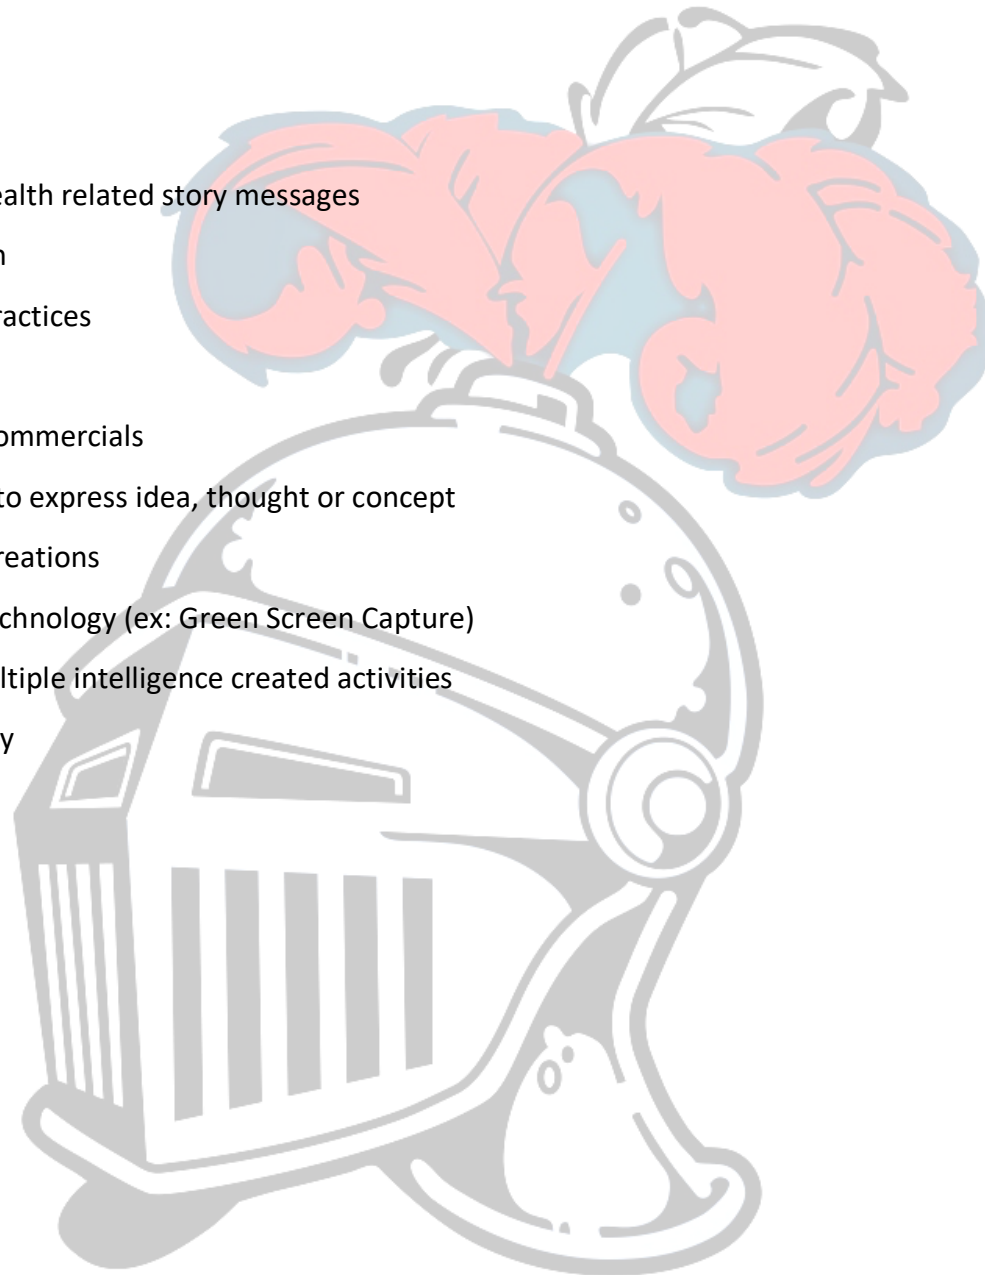 ealth related story messages
n
ractices
ommercials
to express idea, thought or concept
reations
chnology (ex: Green Screen Capture)
ltiple intelligence created activities
y